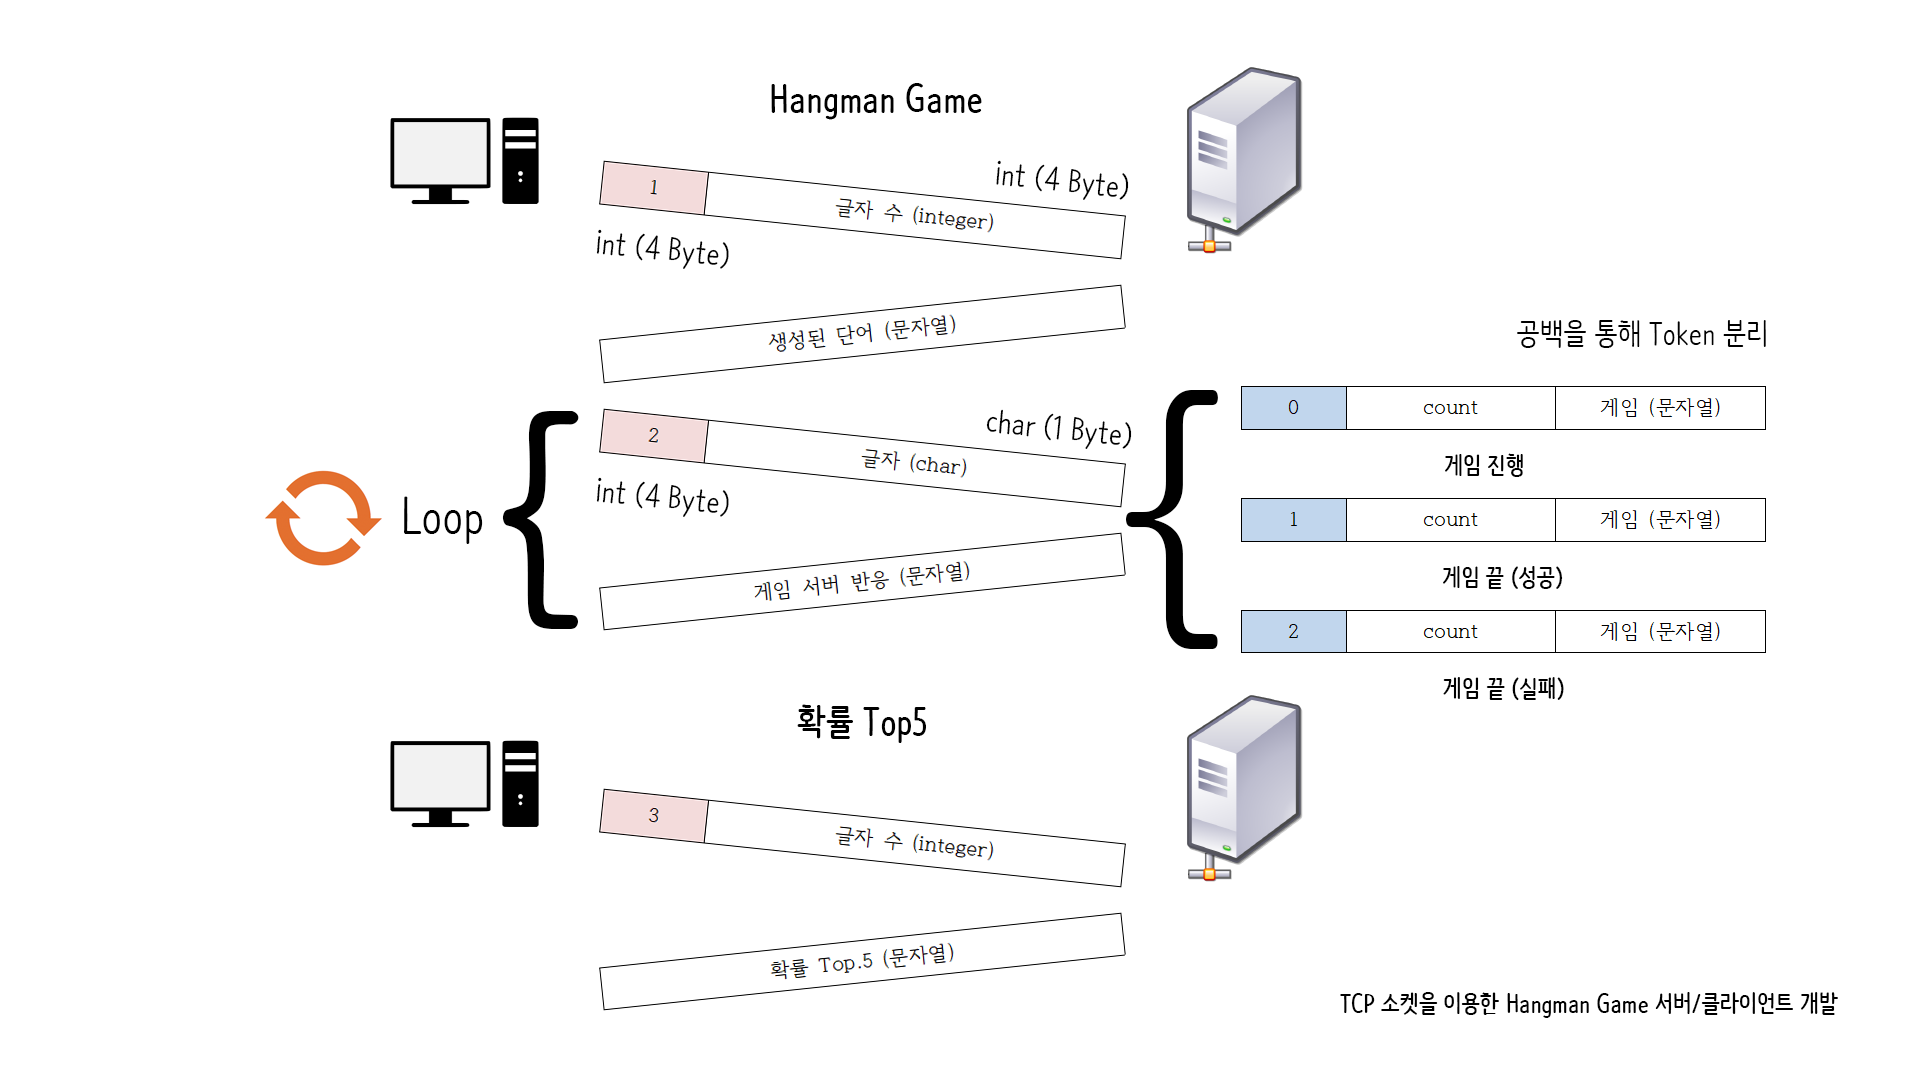 Hangman Game
1
글자 수 (integer)
int (4 Byte)
int (4 Byte)
생성된 단어 (문자열)
Loop
2
글자 (char)
char (1 Byte)
int (4 Byte)
게임 서버 반응 (문자열)
공백을 통해 Token 분리
0 count 게임 (문자열)
게임 진행
1 count 게임 (문자열)
게임 끝 (성공)
2 count 게임 (문자열)
게임 끝 (실패)
확률 Top5
3
글자 수 (integer)
확률 Top.5 (문자열)
TCP 소켓을 이용한 Hangman Game 서버/클라이언트 개발